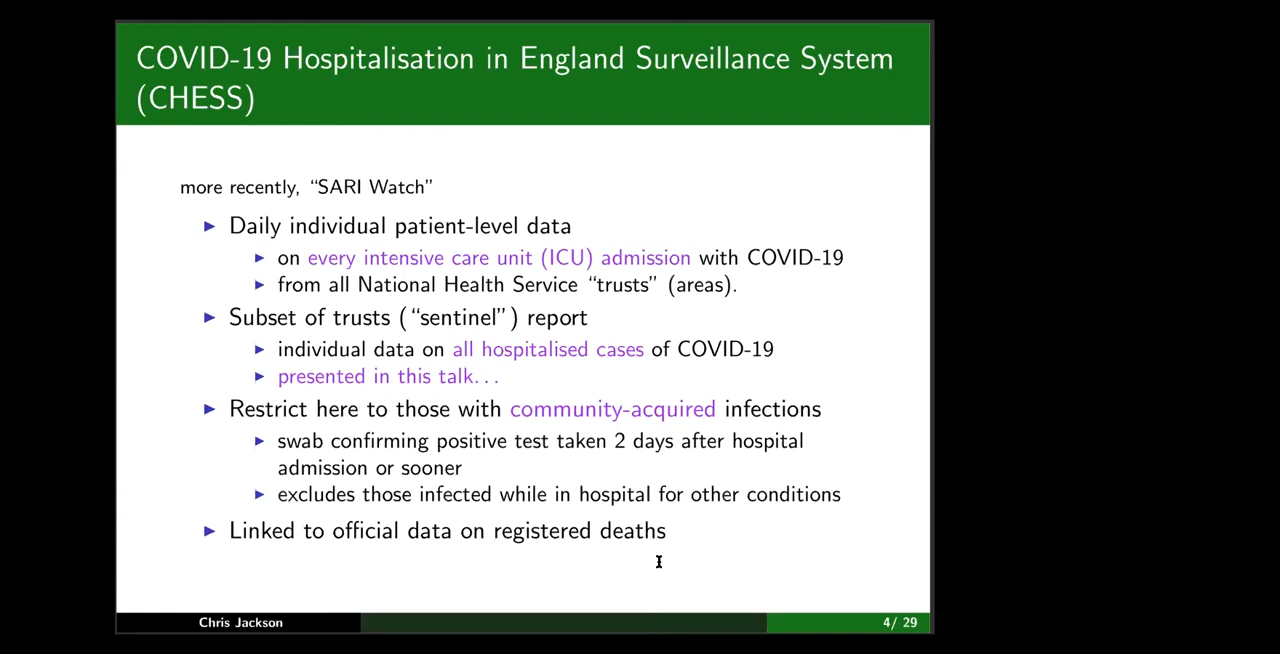 COVID-19 Hospitalisation in England Surveillance System
(CHESS)
more recently, “SARI Watch”
▶ Daily individual patient-level data
▶ on every intensive care unit (ICU) admission with COVID-19
▶ from all National Health Service “trusts” (areas).
▶ Subset of trusts (“sentinel”) report
▶ individual data on all hospitalised cases of COVID-19
▶ presented in this talk...
▶ Restrict here to those with community-acquired infections
▶ swab confirming positive test taken 2 days after hospital
admission or sooner
▶ excludes those infected while in hospital for other conditions
▶ Linked to official data on registered deaths
Chris Jackson
4/ 29